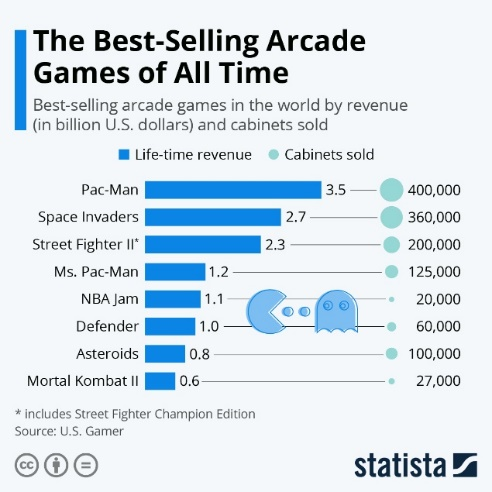 The Best-Selling Arcade
Games of All Time
Best-selling arcade games in the world by revenue
(in billion U.S. dollars) and cabinets sold
Life-time revenue Cabinets sold
Pac-Man 3.5 400,000
Space Invaders 2.7 360,000
Street Fighter II* 2.3 200,000
Ms. Pac-Man 1.2 125,000
NBA Jam 1.1 20,000
Defender 1.0 60,000
Asteroids 0.8 100,000
Mortal Kombat II 0.6 27,000
* includes Street Fighter Champion Edition
Source: U.S. Gamer
cc
statista